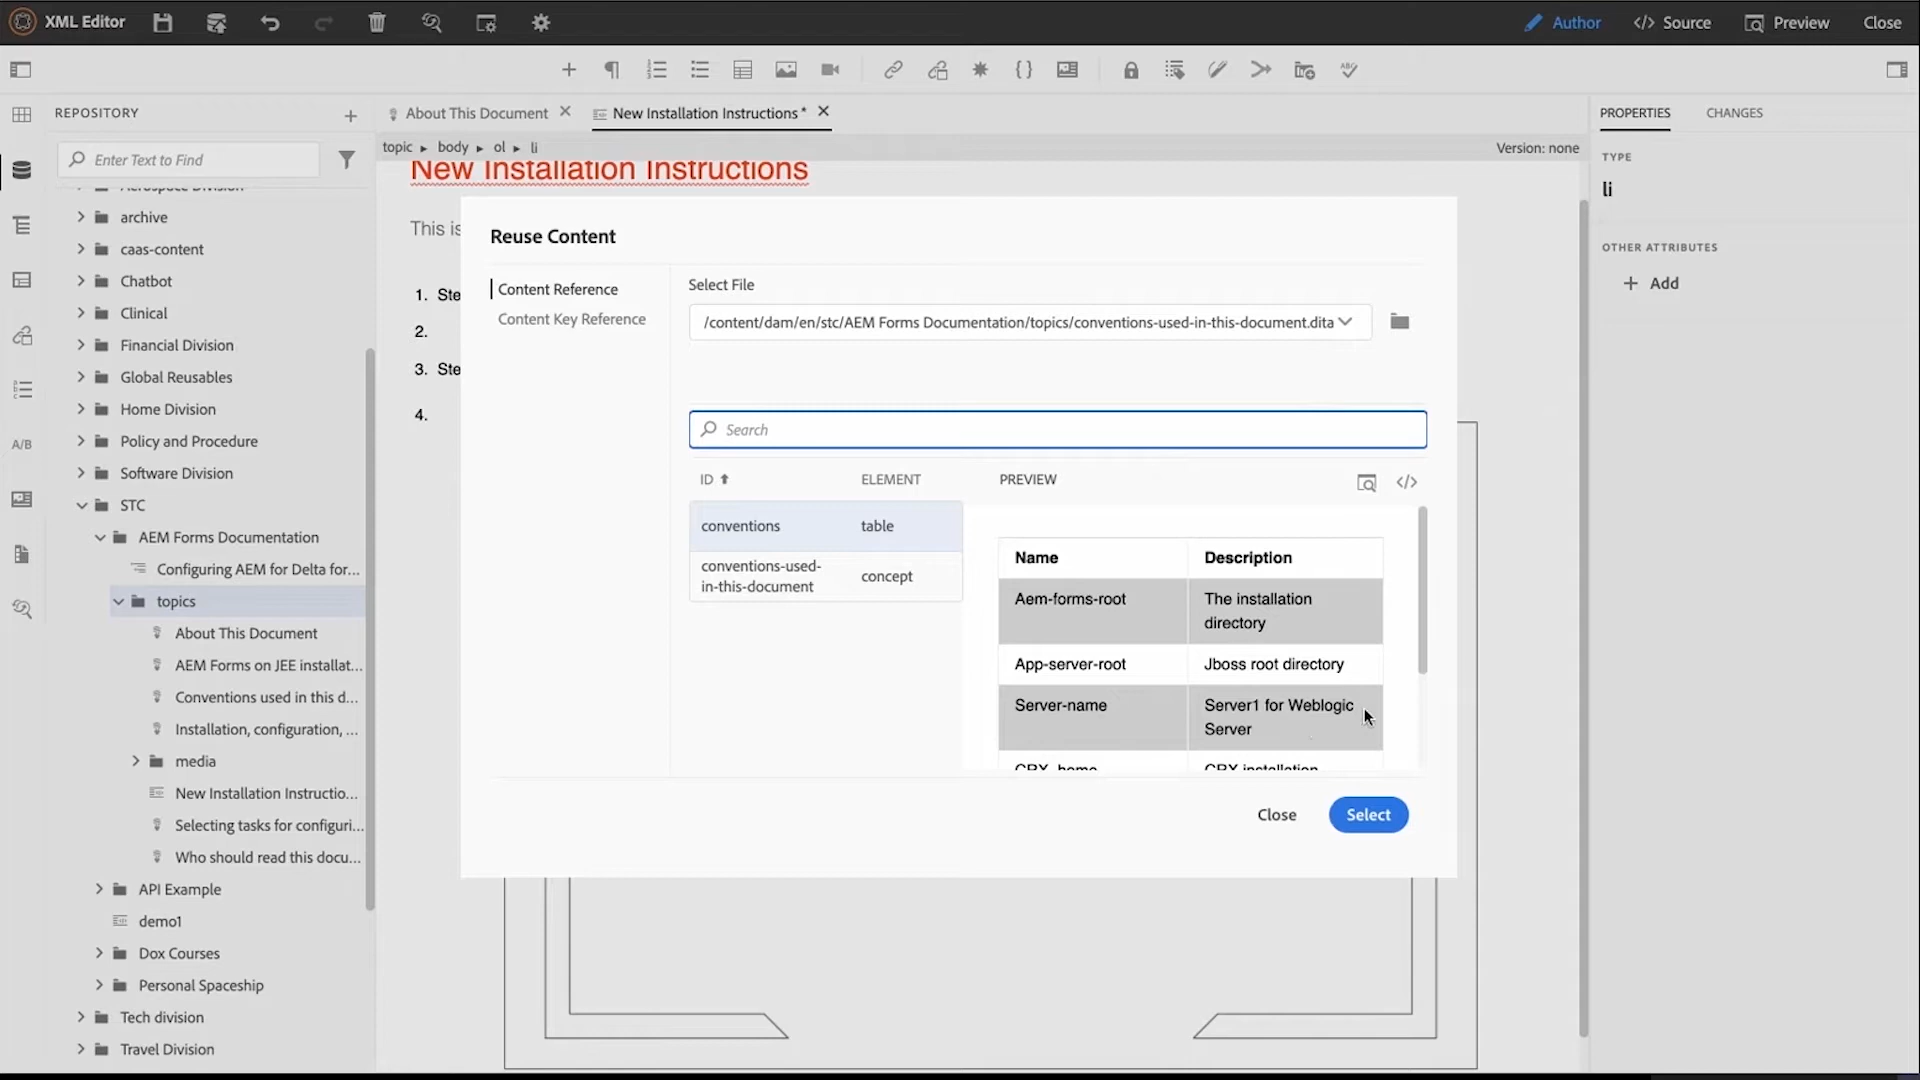 XML Editor
Author
Source
Preview
Close
REPOSITORY
About This Document
New Installation Instructions *
PROPERTIES
CHANGES
Enter Text to Find
topic ▸ body ▸ ol ▸ li
Version: none
TYPE
li
OTHER ATTRIBUTES
+ Add
Aerospace Division
archive
caas-content
Chatbot
Clinical
Financial Division
Global Reusables
Home Division
Policy and Procedure
Software Division
STC
AEM Forms Documentation
Configuring AEM for Delta for...
topics
About This Document
AEM Forms on JEE installat...
Conventions used in this d...
Installation, configuration, ...
media
New Installation Instructio...
Selecting tasks for configuri...
Who should read this docu...
API Example
demo1
Dox Courses
Personal Spaceship
Tech division
Travel Division
A/B
New Installation Instructions
This is
1. Ste
2.
3. Ste
4.
Reuse Content
Content Reference
Content Key Reference
Select File
/content/dam/en/stc/AEM Forms Documentation/topics/conventions-used-in-this-document.dita
Search
ID
ELEMENT
PREVIEW
conventions
table
conventions-used-
in-this-document
concept
Name
Description
Aem-forms-root
The installation
directory
App-server-root
Jboss root directory
Server-name
Server1 for Weblogic
Server
CRX_home
CRX installation
Close
Select
ABC